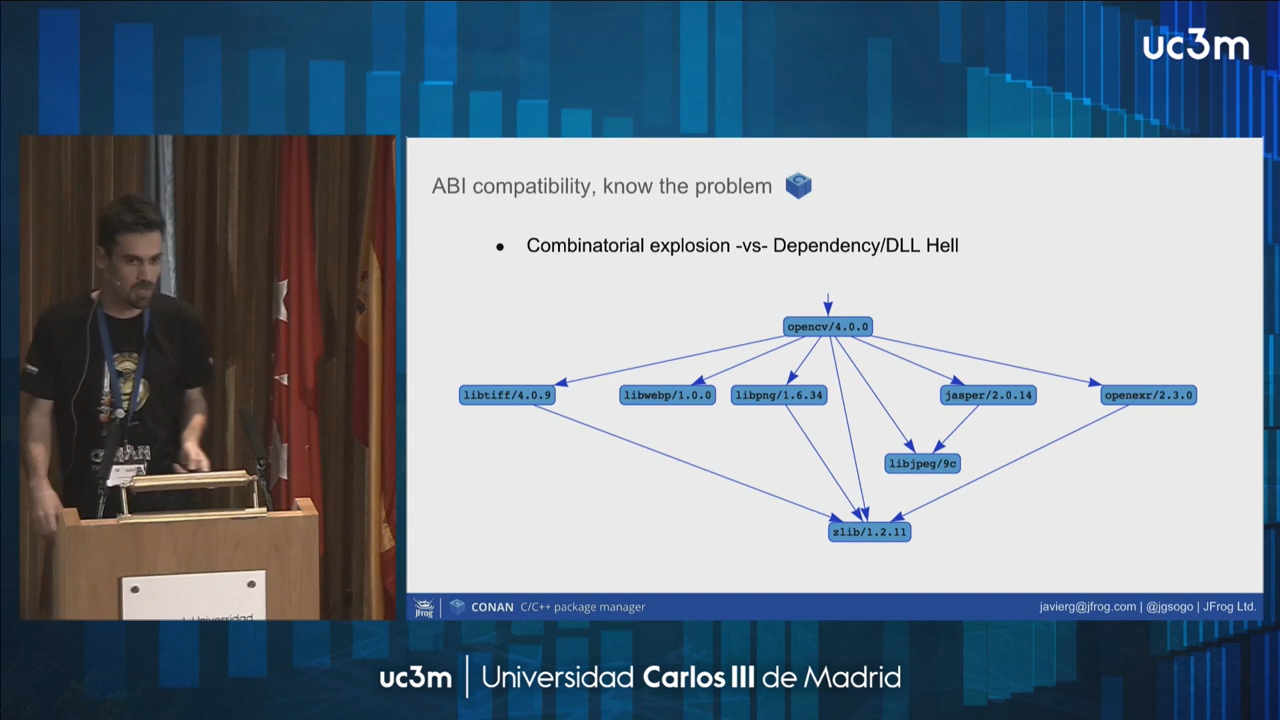 uc3m
ABI compatibility, know the problem
C
● Combinatorial explosion -vs- Dependency/DLL Hell
opencv/4.0.0
libtiff/4.0.9
libwebp/1.0.0
libpng/1.6.34
jasper/2.0.14
openexr/2.3.0
libjpeg/9c
zlib/1.2.11
CONAN
JFrog
CONAN C/C++ package manager
javierg@jfrog.com | @jgsogo | JFrog Ltd.
uc3m | Universidad Carlos III de Madrid